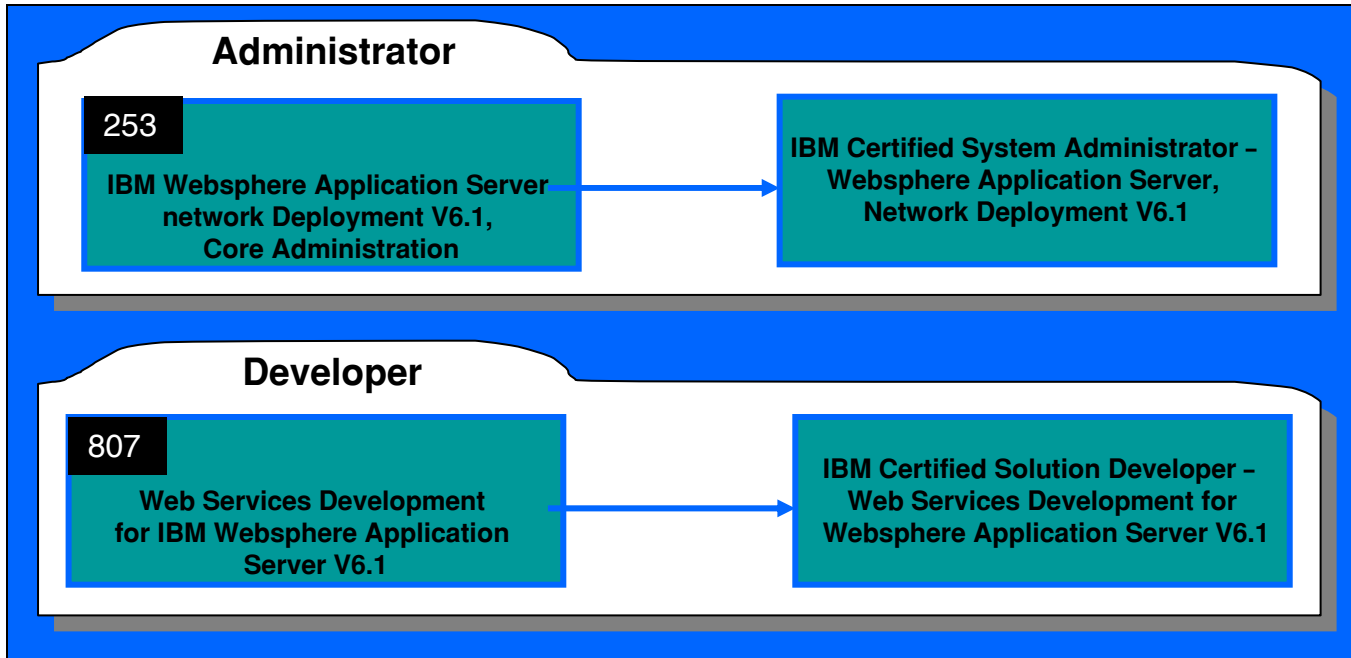 Administrator
253
IBM Websphere Application Server
network Deployment V6.1,
Core Administration
IBM Certified System Administrator –
Websphere Application Server,
Network Deployment V6.1
Developer
807
Web Services Development
for IBM Websphere Application
Server V6.1
IBM Certified Solution Developer –
Web Services Development for
Websphere Application Server V6.1